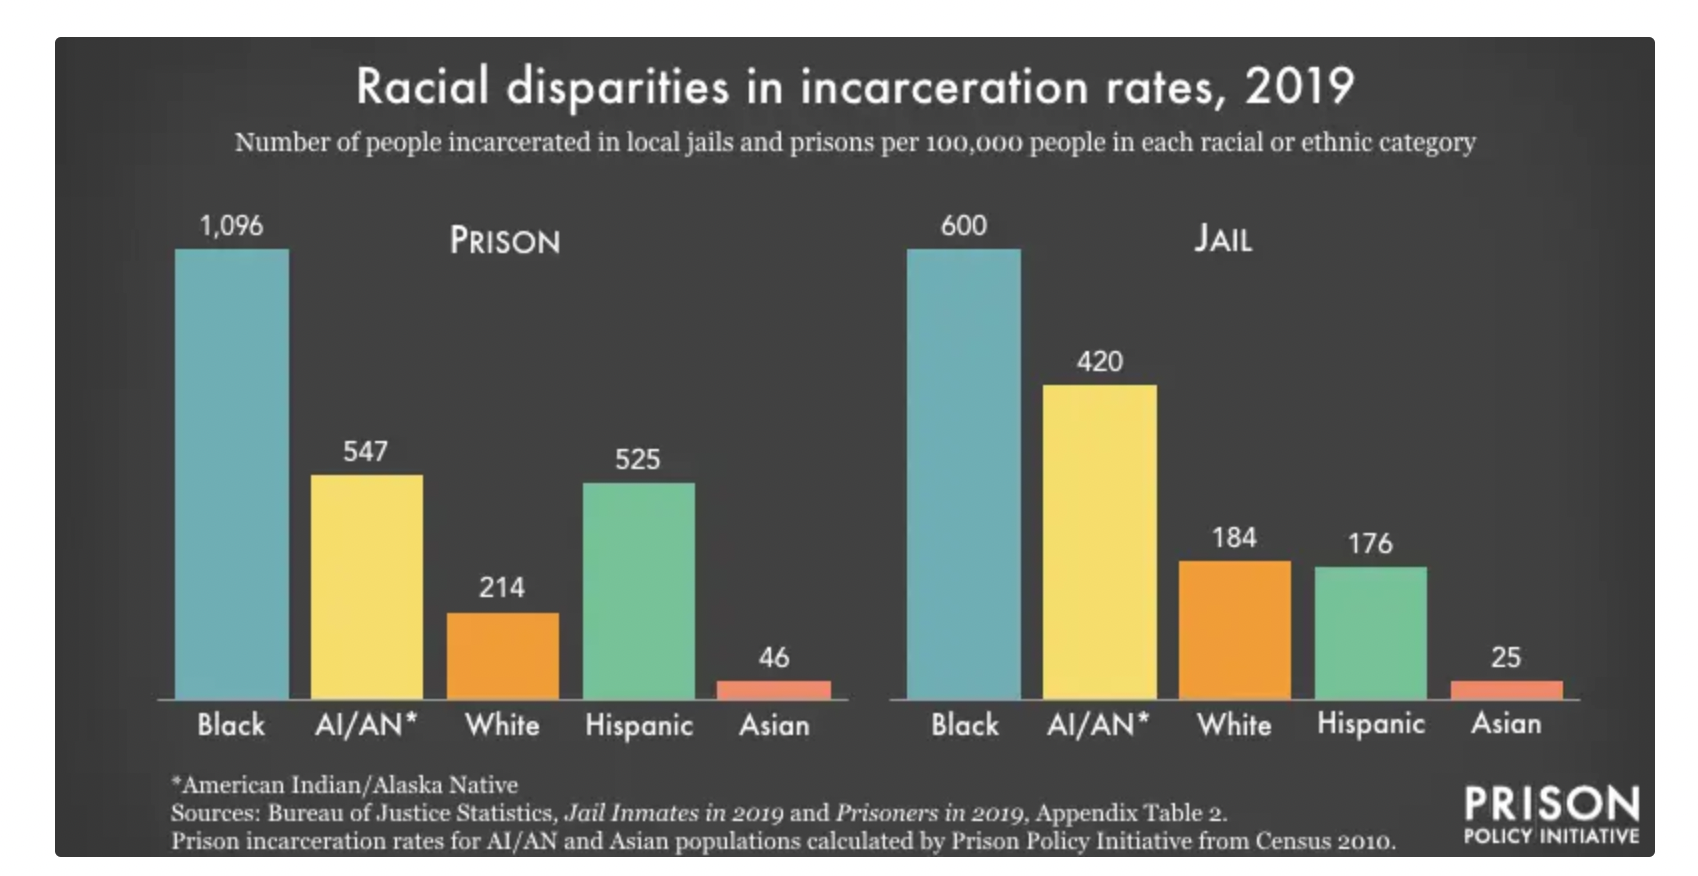 Racial disparities in incarceration rates, 2019
Number of people incarcerated in local jails and prisons per 100,000 people in each racial or ethnic category
PRISON
1,096
547
214
525
46
Black
AI/AN*
White
Hispanic
Asian
JAIL
600
420
184
176
25
Black
AI/AN*
White
Hispanic
Asian
*American Indian/Alaska Native
Sources: Bureau of Justice Statistics, Jail Inmates in 2019 and Prisoners in 2019, Appendix Table 2.
Prison incarceration rates for AI/AN and Asian populations calculated by Prison Policy Initiative from Census 2010.
PRISON
POLICY INITIATIVE